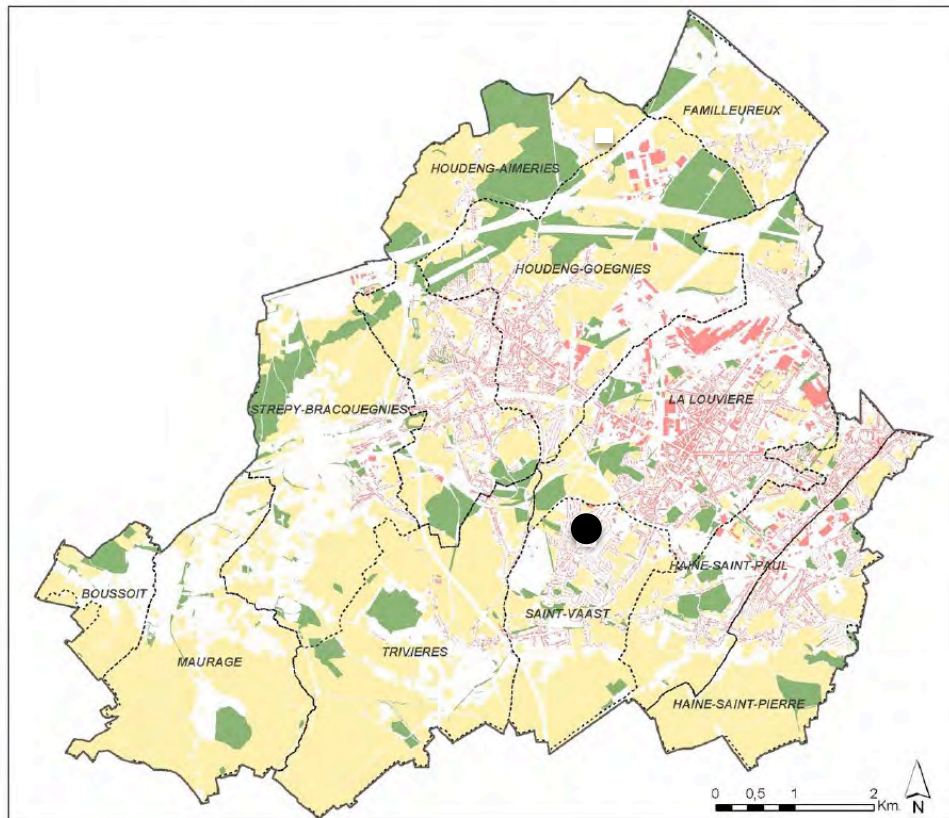 FAMILLEUREUX
HOUDENG-AIMERIES
HOUDENG-GOEGNIES
LA LOUVIERE
STREPY-BRACQUEGNIES
HAINE-SAINT-PAUL
BOUSSOIT
SAINT-VAAST
TRIVIERES
MAURAGE
HAINE-SAINT-PIERRE
0 0,5 1 2
Km
N